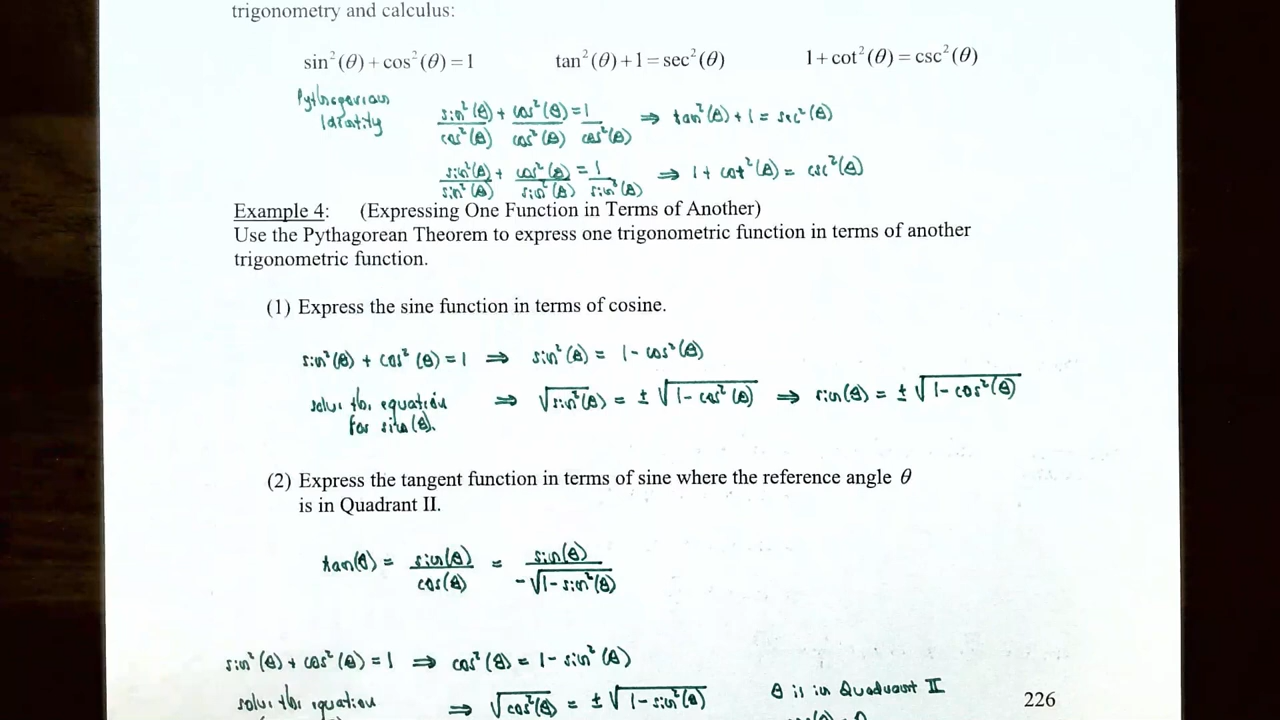 trigonometry and calculus:
sin²(θ) + cos²(θ) = 1 tan²(θ) + 1 = sec²(θ) 1 + cot²(θ) = csc²(θ)
Pythagorean
Identity
sin²(θ)/cos²(θ) + cos²(θ)/cos²(θ) = 1/cos²(θ) ⇒ tan²(θ) + 1 = sec²(θ)
sin²(θ)/sin²(θ) + cos²(θ)/sin²(θ) = 1/sin²(θ) ⇒ 1 + cot²(θ) = csc²(θ)
Example 4: (Expressing One Function in Terms of Another)
Use the Pythagorean Theorem to express one trigonometric function in terms of another
trigonometric function.
(1) Express the sine function in terms of cosine.
sin²(θ) + cos²(θ) = 1 ⇒ sin²(θ) = 1 - cos²(θ)
solve the equation
for sin(θ).
⇒ √sin²(θ) = ± √1 - cos²(θ) ⇒ sin(θ) = ± √1 - cos²(θ)
(2) Express the tangent function in terms of sine where the reference angle θ
is in Quadrant II.
tan(θ) = sin(θ)/cos(θ) = sin(θ)/-√1 - sin²(θ)
sin²(θ) + cos²(θ) = 1 ⇒ cos²(θ) = 1 - sin²(θ)
solve the equation ⇒ √cos²(θ) = ± √1 - sin²(θ)
θ is in Quadrant II
226